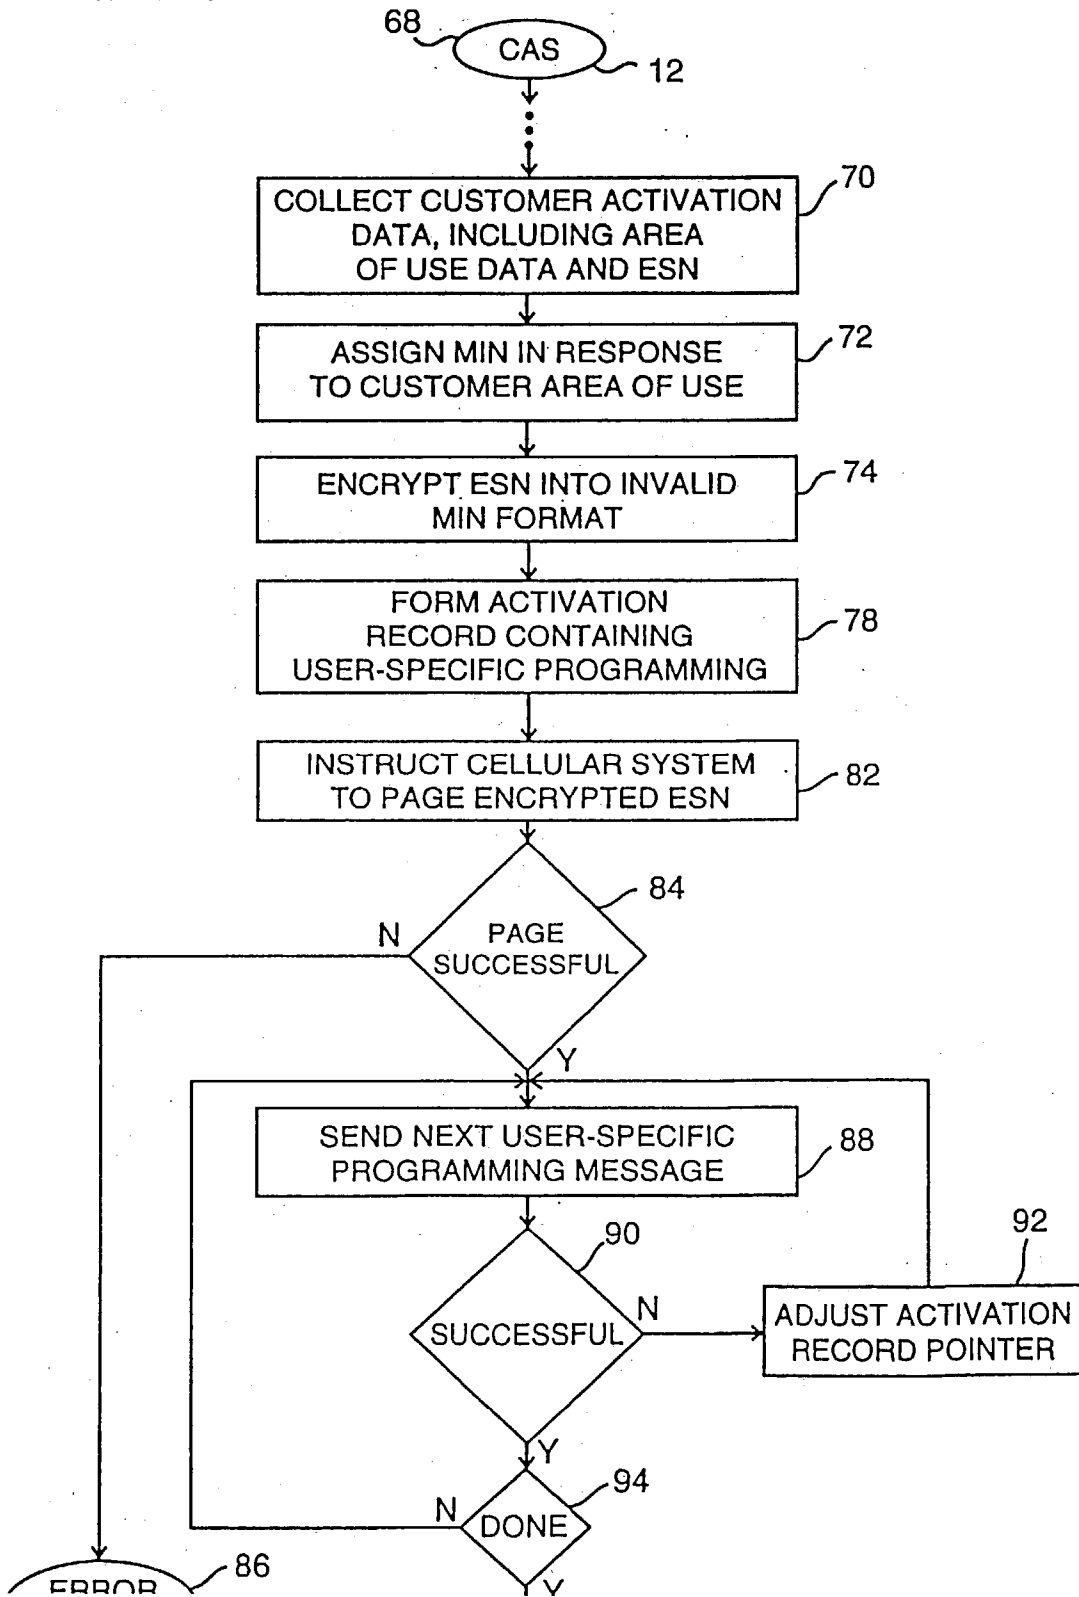 68
CAS
12
70
COLLECT CUSTOMER ACTIVATION
DATA, INCLUDING AREA
OF USE DATA AND ESN
72
ASSIGN MIN IN RESPONSE
TO CUSTOMER AREA OF USE
74
ENCRYPT ESN INTO INVALID
MIN FORMAT
78
FORM ACTIVATION
RECORD CONTAINING
USER-SPECIFIC PROGRAMMING
82
INSTRUCT CELLULAR SYSTEM
TO PAGE ENCRYPTED ESN
84
N
PAGE
SUCCESSFUL
Y
88
SEND NEXT USER-SPECIFIC
PROGRAMMING MESSAGE
90
92
SUCCESSFUL
N
ADJUST ACTIVATION
RECORD POINTER
Y
94
N
DONE
86
ERROR
Y